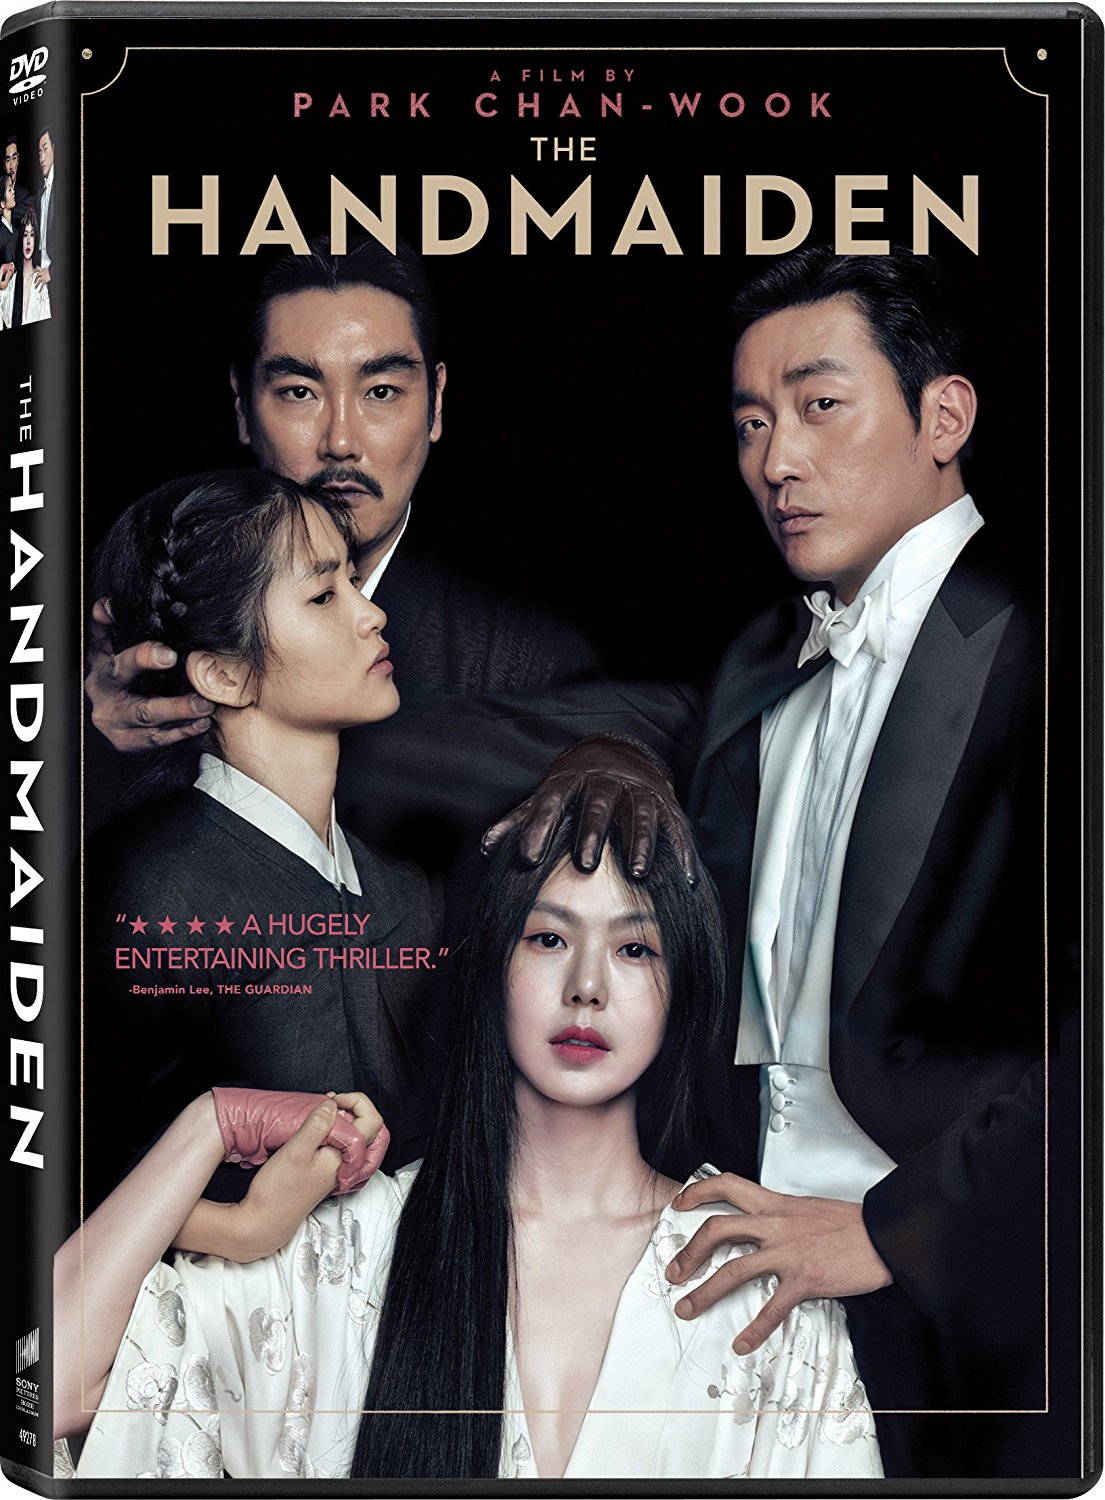 DVD
VIDEO
THE HANDMAIDEN
SONY
PICTURES
HOME
49278
A FILM BY
PARK CHAN-WOOK
THE
HANDMAIDEN
"★★★★ A HUGELY
ENTERTAINING THRILLER."
-Benjamin Lee, THE GUARDIAN